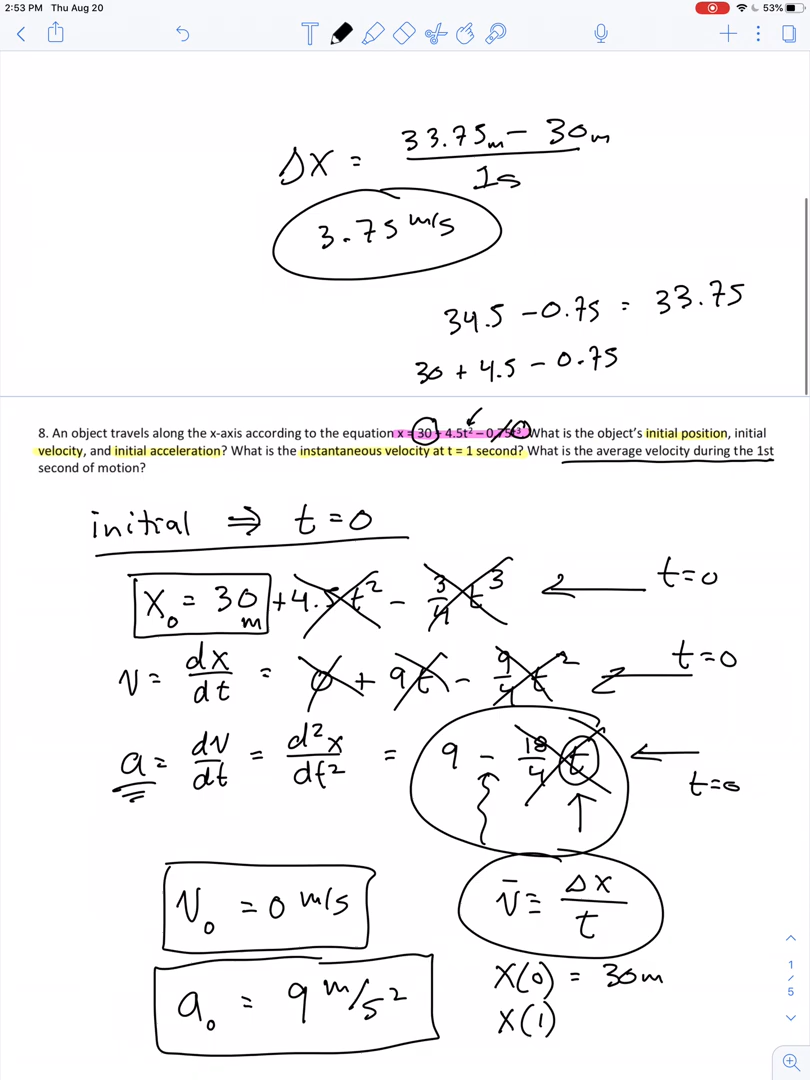 2:53 PM Thu Aug 20 53%
Δx = 33.75m − 30m / 1s
3.75 m/s
34.5 − 0.75 = 33.75
30 + 4.5 − 0.75
8. An object travels along the x-axis according to the equation x = 30 + 4.5t² – 0.75t³. What is the object's initial position, initial
velocity, and initial acceleration? What is the instantaneous velocity at t = 1 second? What is the average velocity during the 1st
second of motion?
initial ⇒ t=0
x₀ = 30 m + 4.5t² − 3/4 t³ ← t=0
v = dx/dt = 0 + 9t − 9/4 t² ← t=0
a = dv/dt = d²x/dt² = 9 − 18/4 t ← t=0
v₀ = 0 m/s
v̄ ≡ Δx/t
a₀ = 9 m/s²
x(0) = 30m
x(1)
1/5